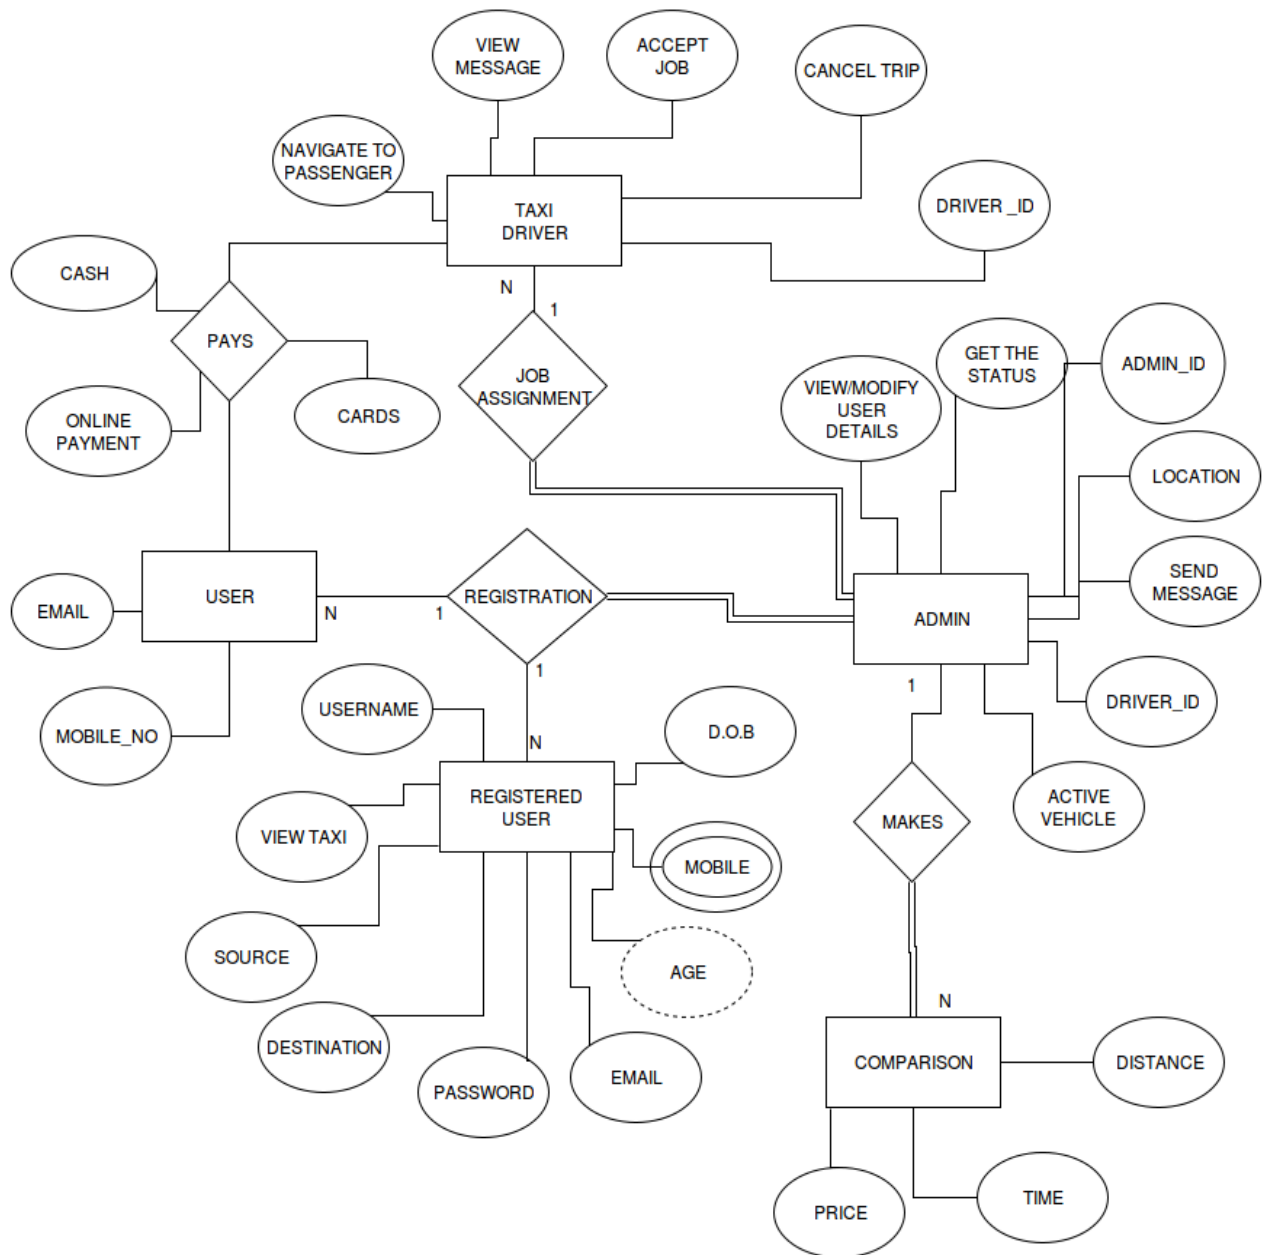 VIEW
MESSAGE
ACCEPT
JOB
CANCEL TRIP
NAVIGATE TO
PASSENGER
TAXI
DRIVER
DRIVER _ID
CASH
N
1
PAYS
JOB
ASSIGNMENT
GET THE
STATUS
ADMIN_ID
VIEW/MODIFY
USER
DETAILS
ONLINE
PAYMENT
CARDS
LOCATION
SEND
MESSAGE
EMAIL
USER
N
1
REGISTRATION
ADMIN
1
1
USERNAME
DRIVER_ID
MOBILE_NO
D.O.B
N
REGISTERED
USER
VIEW TAXI
MAKES
ACTIVE
VEHICLE
MOBILE
SOURCE
AGE
N
DESTINATION
PASSWORD
EMAIL
COMPARISON
DISTANCE
PRICE
TIME